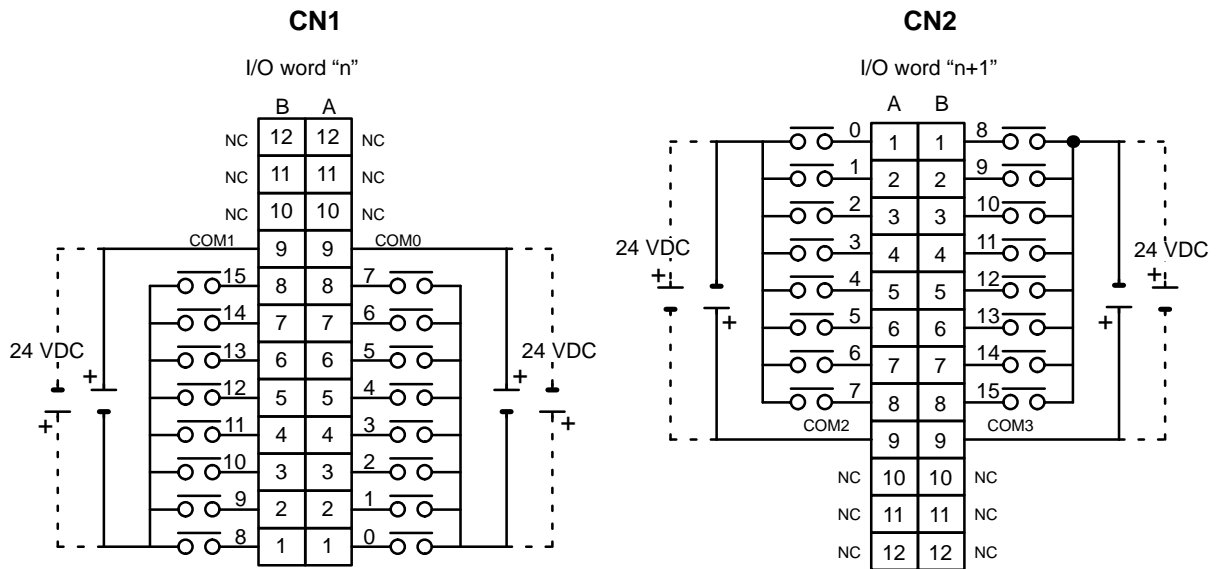 CN1
I/O word “n”
B A
NC 12 12 NC
NC 11 11 NC
NC 10 10 NC
COM1 9 9 COM0
15 8 8 7
14 7 7 6
13 6 6 5
12 5 5 4
11 4 4 3
10 3 3 2
9 2 2 1
8 1 1 0
24 VDC
+
+
24 VDC
+
+
CN2
I/O word “n+1”
A B
0 1 1 8
1 2 2 9
2 3 3 10
3 4 4 11
4 5 5 12
5 6 6 13
6 7 7 14
7 8 8 15
COM2 9 9 COM3
NC 10 10 NC
NC 11 11 NC
NC 12 12 NC
24 VDC
+
+
24 VDC
+
+